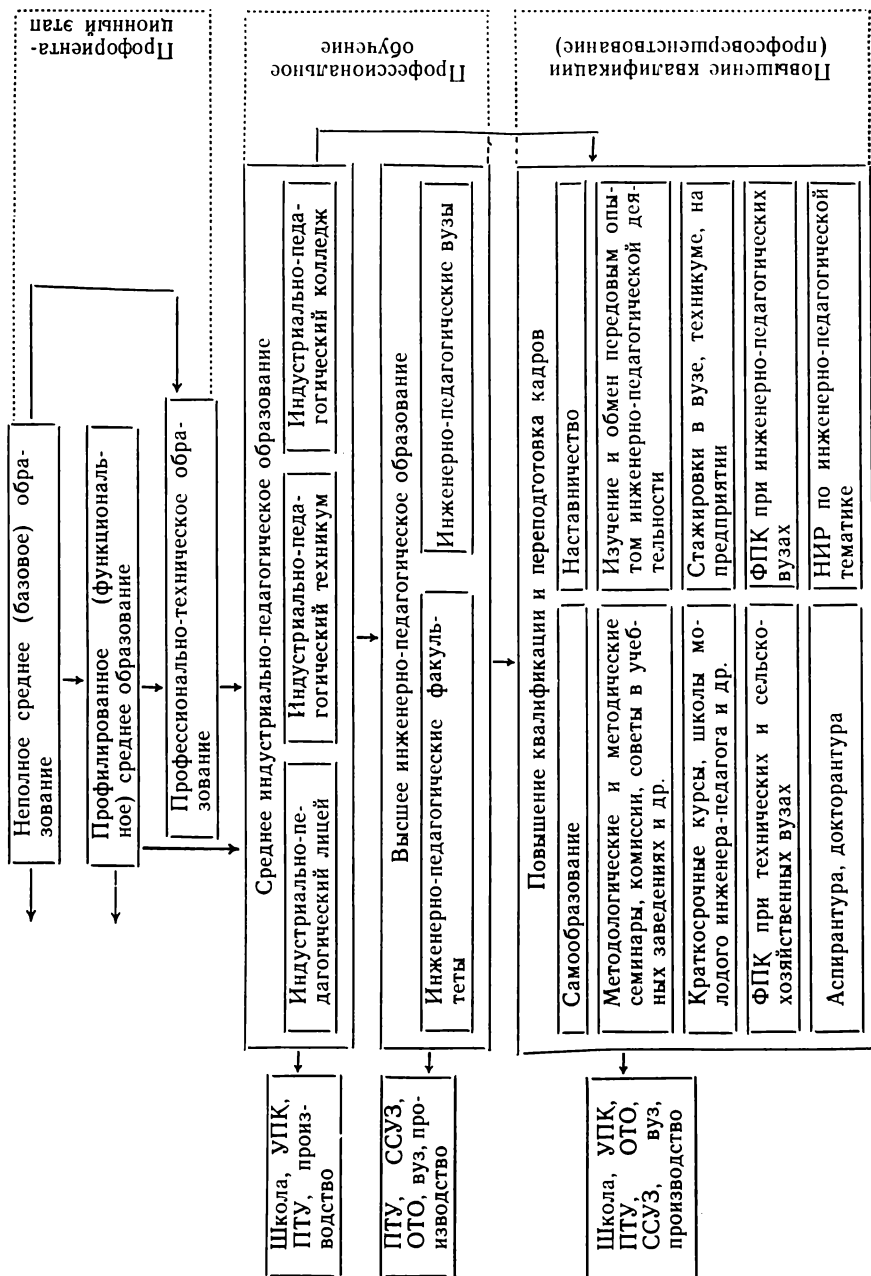 Неполное среднее (базовое) обра-
зование
Профилированное (функциональ-
ное) среднее образование
Профессионально-техническое обра-
зование
Профориента-
ционный этап
Среднее индустриально-педагогическое образование
Индустриально-пе-
дагогический лицей
Индустриально-педа-
гогический техникум
Индустриально-педа-
гогический колледж
Школа, УПК,
ПТУ, произ-
водство
Профессиональное
обучение
Высшее инженерно-педагогическое образование
Инженерно-педагогические факуль-
теты
Инженерно-педагогические вузы
ПТУ, ССУЗ,
ОТО, вуз, про-
изводство
Повышение квалификации и переподготовка кадров
Самообразование
Наставничество
Методологические и методические
семинары, комиссии, советы в учеб-
ных заведениях и др.
Изучение и обмен передовым опы-
том инженерно-педагогической дея-
тельности
Краткосрочные курсы, школы мо-
лодого инженера-педагога и др.
Стажировки в вузе, техникуме, на
предприятии
ФПК при технических и сельско-
хозяйственных вузах
ФПК при инженерно-педагогических
вузах
Аспирантура, докторантура
НИР по инженерно-педагогической
тематике
Школа, УПК,
ПТУ, ОТО,
ССУЗ, вуз,
производство
Повышение квалификации
(профсовершенствование)